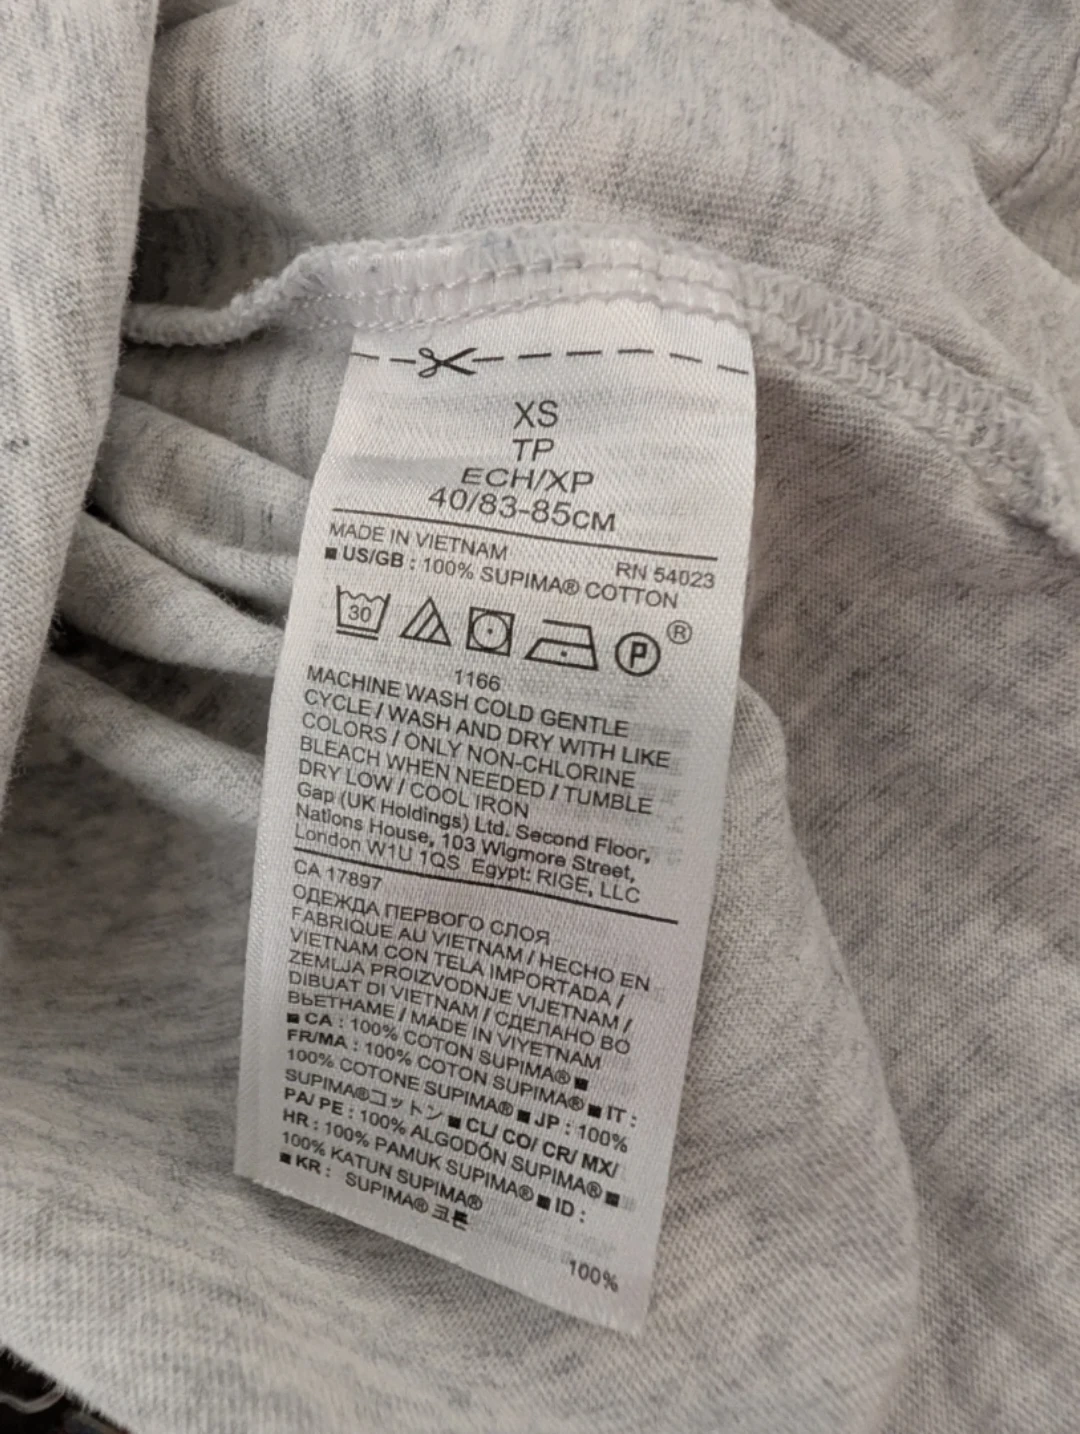 XS
TP
ECH/XP
40/83-85CM
MADE IN VIETNAM
RN 54023
■ US/GB : 100% SUPIMA® COTTON
30 P ®
1166
MACHINE WASH COLD GENTLE
CYCLE / WASH AND DRY WITH LIKE
COLORS / ONLY NON-CHLORINE
BLEACH WHEN NEEDED / TUMBLE
DRY LOW / COOL IRON
Gap (UK Holdings) Ltd. Second Floor,
Nations House, 103 Wigmore Street,
London W1U 1QS Egypt: RIGE, LLC
CA 17897
ОДЕЖДА ПЕРВОГО СЛОЯ
FABRIQUE AU VIETNAM / HECHO EN
VIETNAM CON TELA IMPORTADA /
ZEMLJA PROIZVODNJE VIJETNAM /
DIBUAT DI VIETNAM / СДЕЛАНО ВО
ВЬЕТНАМЕ / MADE IN VIYETNAM
■ CA : 100% COTON SUPIMA® ■
FR/MA : 100% COTON SUPIMA® ■ IT :
100% COTONE SUPIMA® ■ JP : 100%
SUPIMA®コットン ■ CL/ CO/ CR/ MX/
PA/ PE : 100% ALGODÓN SUPIMA® ■
HR : 100% PAMUK SUPIMA® ■ ID :
100% KATUN SUPIMA®
■ KR :
SUPIMA® 코튼
100%